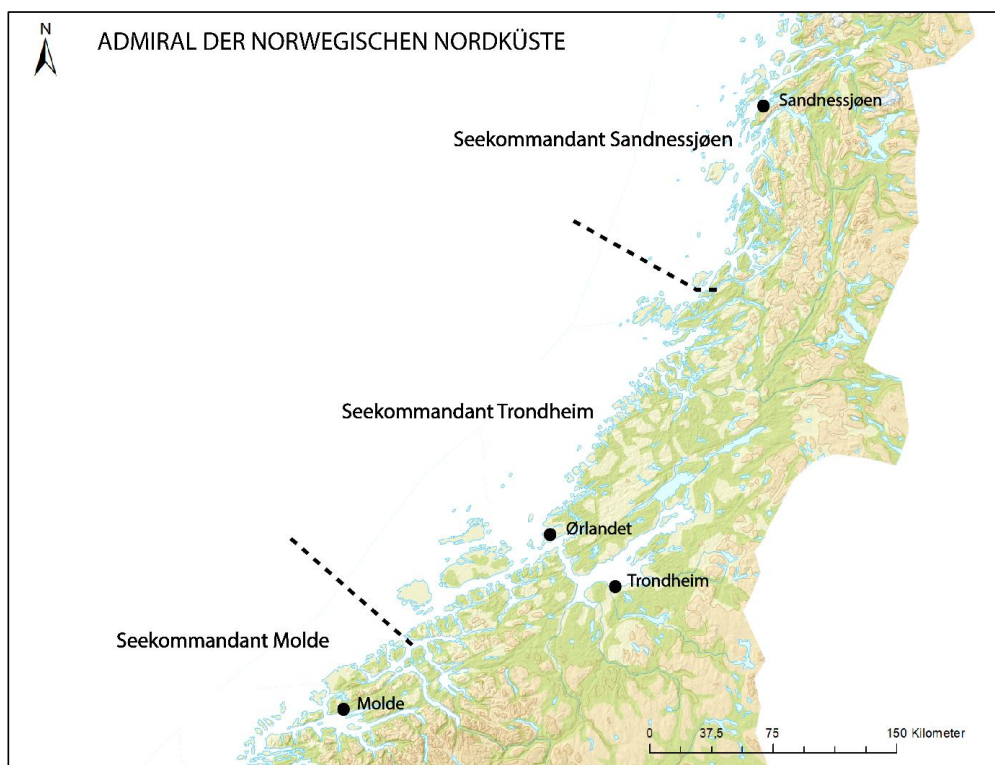 N
ADMIRAL DER NORWEGISCHEN NORDKÜSTE
Sandnessjøen
Seekommandant Sandnessjøen
Seekommandant Trondheim
Ørlandet
Trondheim
Seekommandant Molde
Molde
0 37,5 75 150 Kilometer